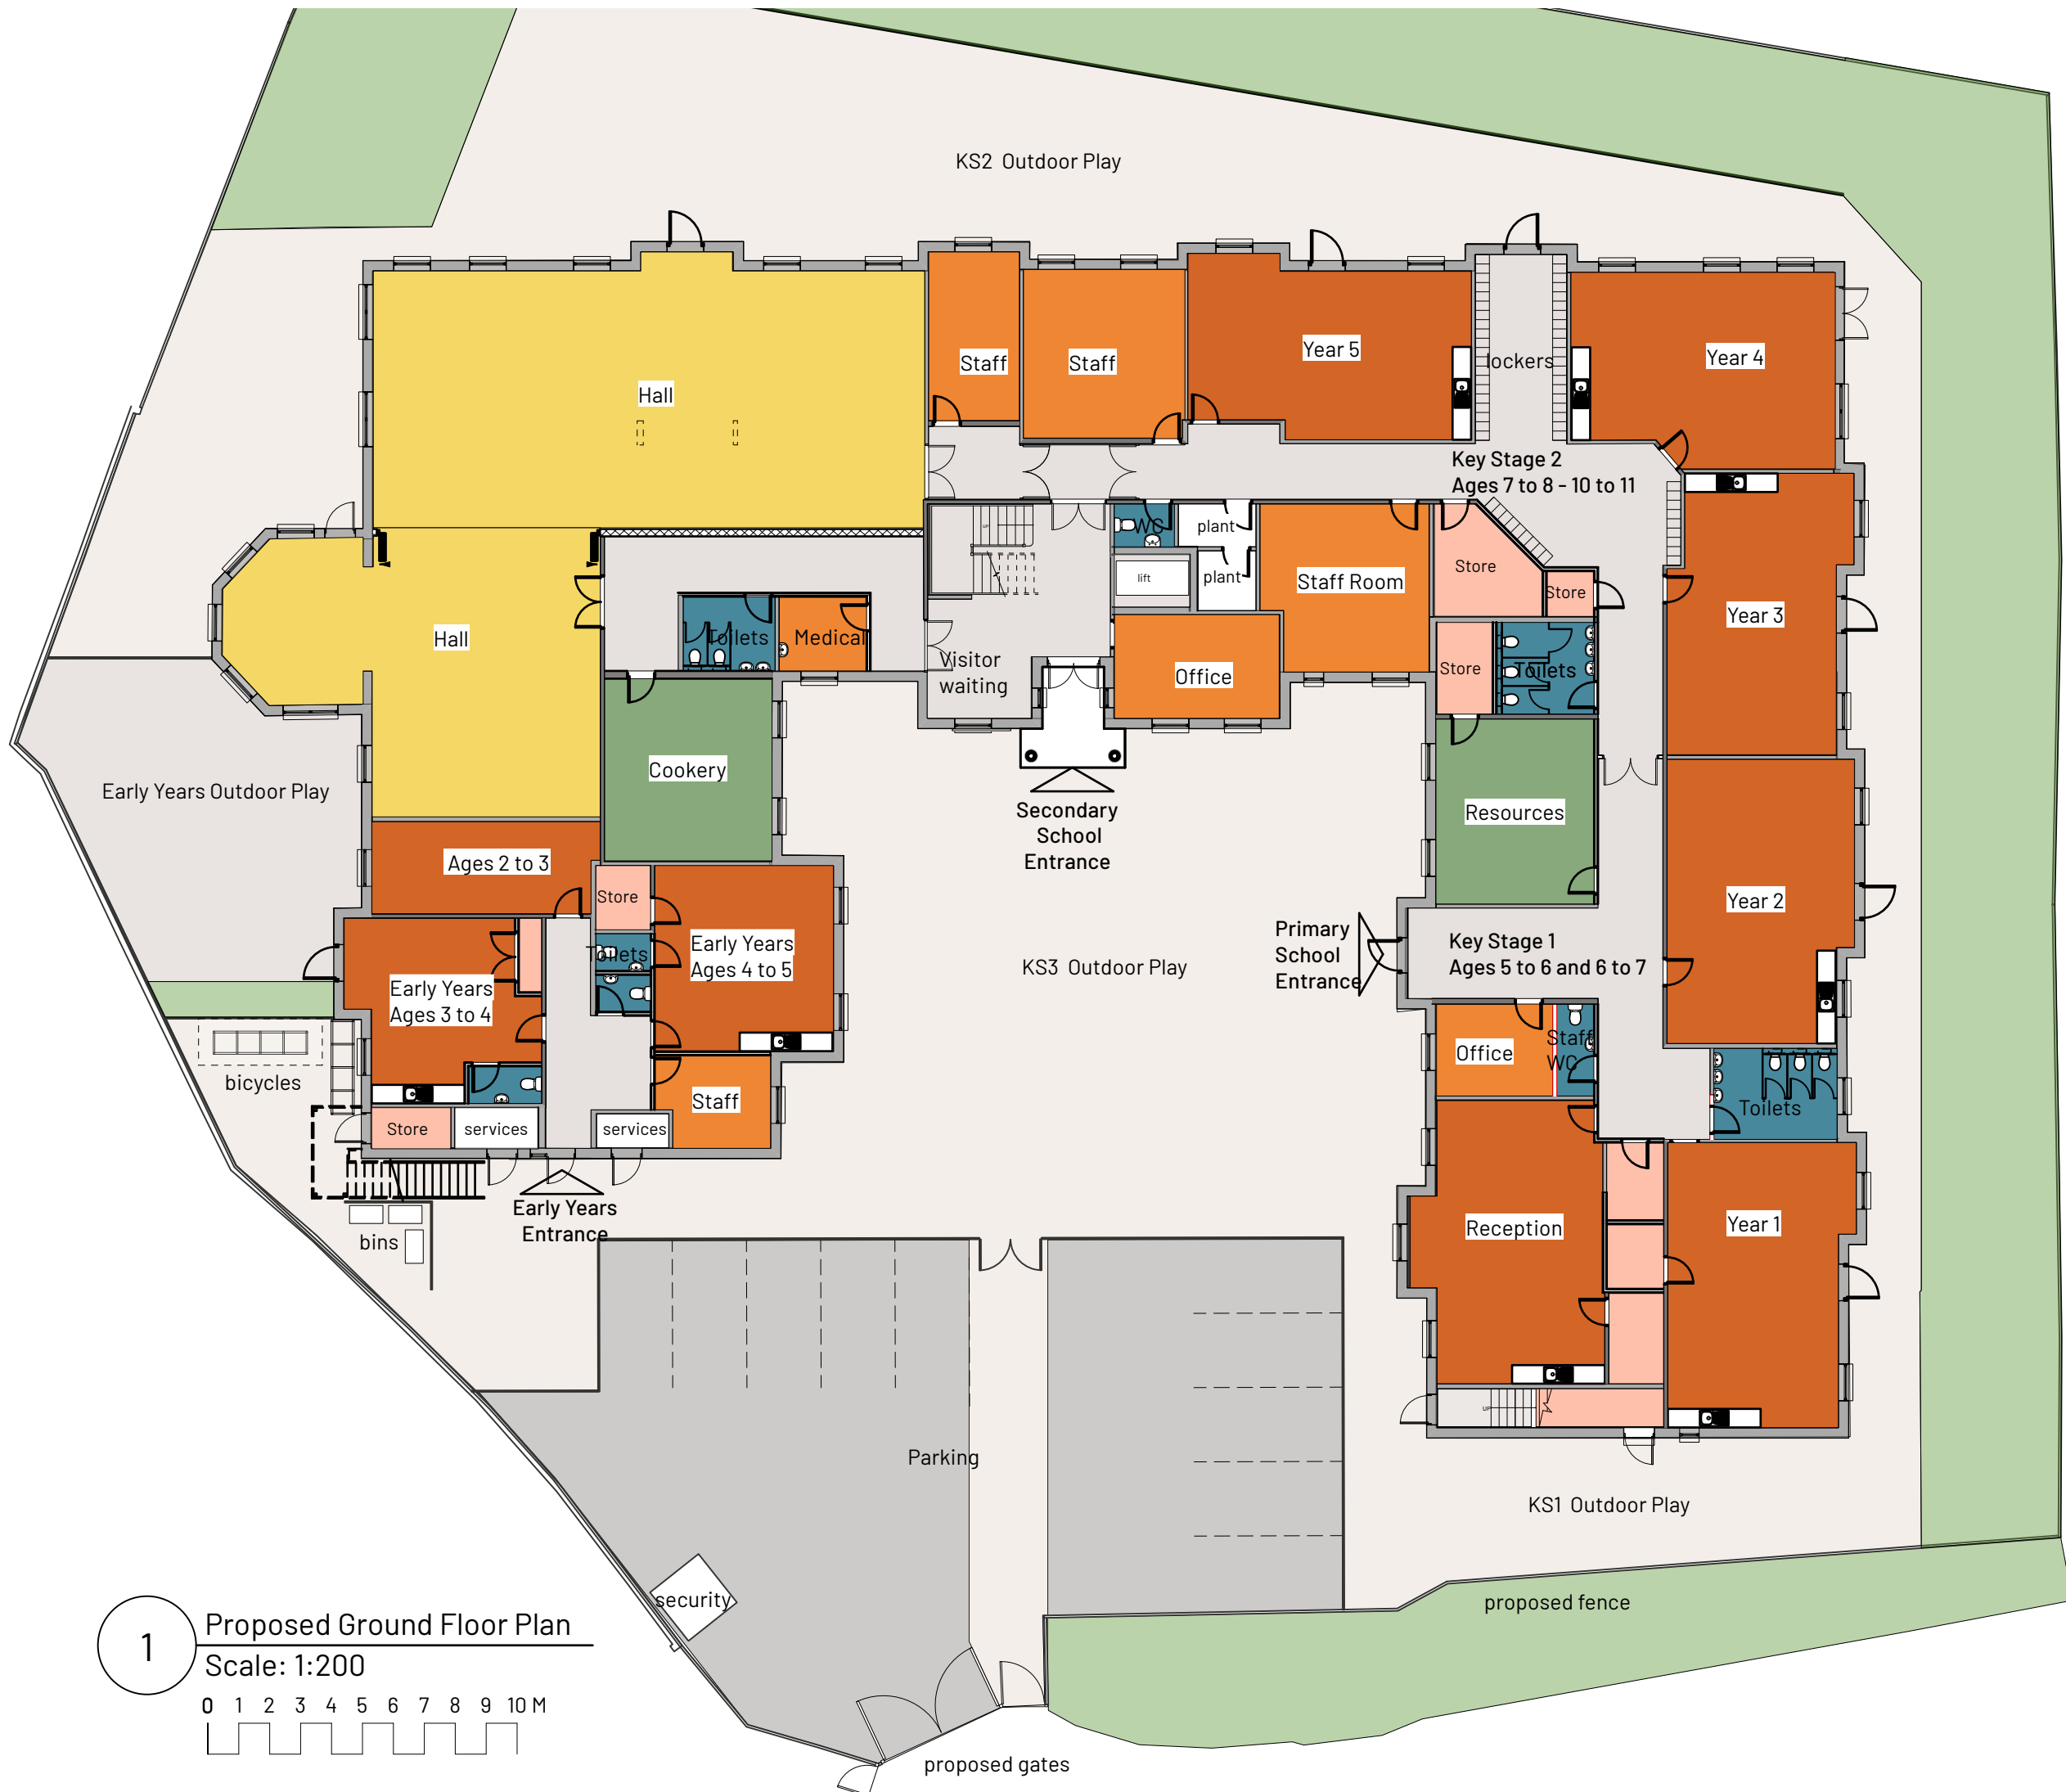 KS2 Outdoor Play
Hall
Staff
Staff
Year 5
lockers
Year 4
Key Stage 2
Ages 7 to 8 - 10 to 11
UP
WC
plant
plant
lift
Staff Room
Store
Store
Year 3
Hall
Toilets
Medical
Visitor
waiting
Office
Store
Toilets
Cookery
Early Years Outdoor Play
Secondary
School
Entrance
Resources
Ages 2 to 3
Store
Year 2
Early Years
Ages 3 to 4
Toilets
Early Years
Ages 4 to 5
KS3 Outdoor Play
Primary
School
Entrance
Key Stage 1
Ages 5 to 6 and 6 to 7
bicycles
Office
Staff
WC
Staff
Toilets
Store
services
services
Early Years
Entrance
bins
Reception
Year 1
UP
Parking
KS1 Outdoor Play
security
proposed fence
1
Proposed Ground Floor Plan
Scale: 1:200
0 1 2 3 4 5 6 7 8 9 10 M
proposed gates